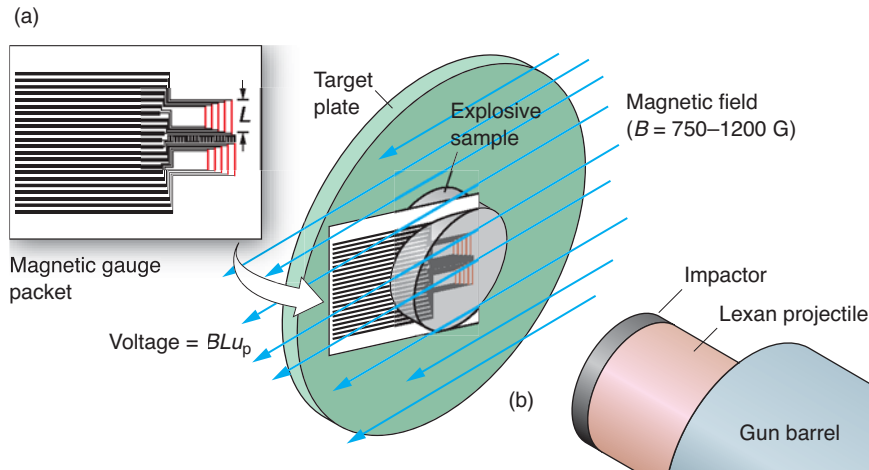 (a)
L
Magnetic gauge
packet
Target
plate
Explosive
sample
Magnetic field
(B = 750–1200 G)
Voltage = BLuₚ
(b)
Impactor
Lexan projectile
Gun barrel